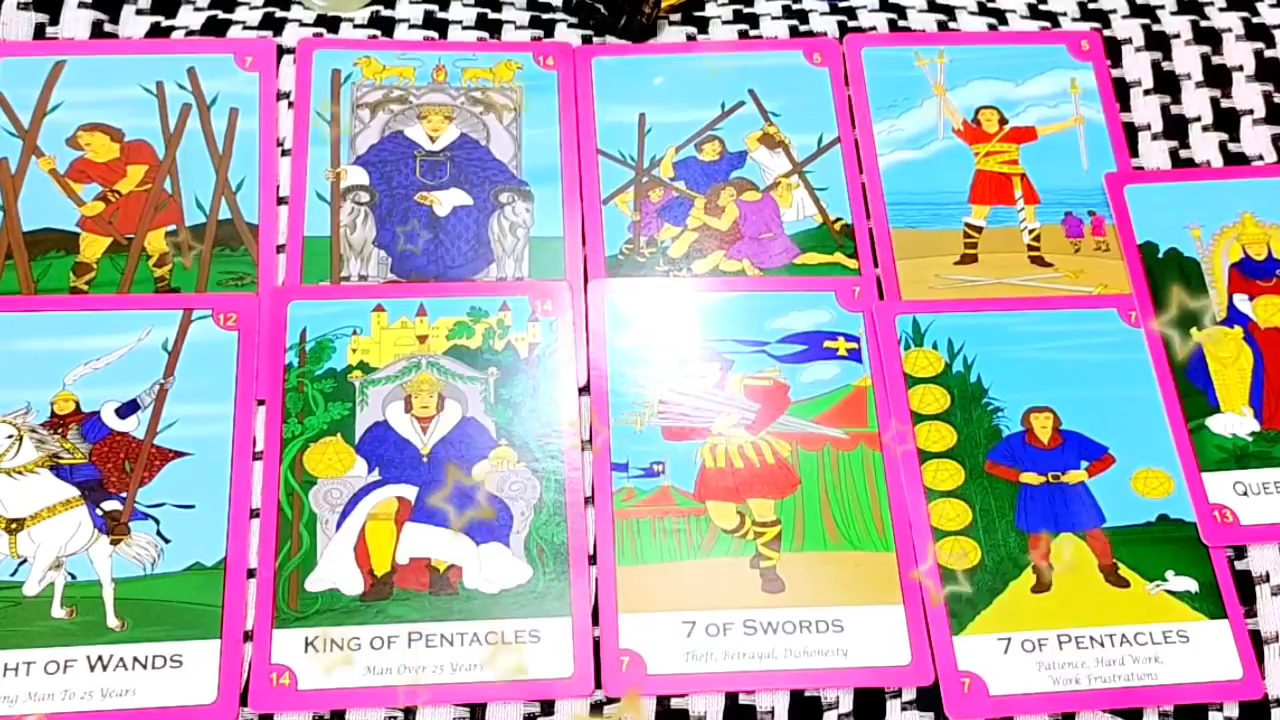 7
14
5
5
12
14
7
7
HT OF WANDS
NG MAN TO 25 YEARS
KING OF PENTACLES
Man Over 25 Years
14
7 OF SWORDS
Theft, Betrayal, Dishonesty
7
7 OF PENTACLES
Patience, Hard Work,
Work Frustrations
7
QUEE
13